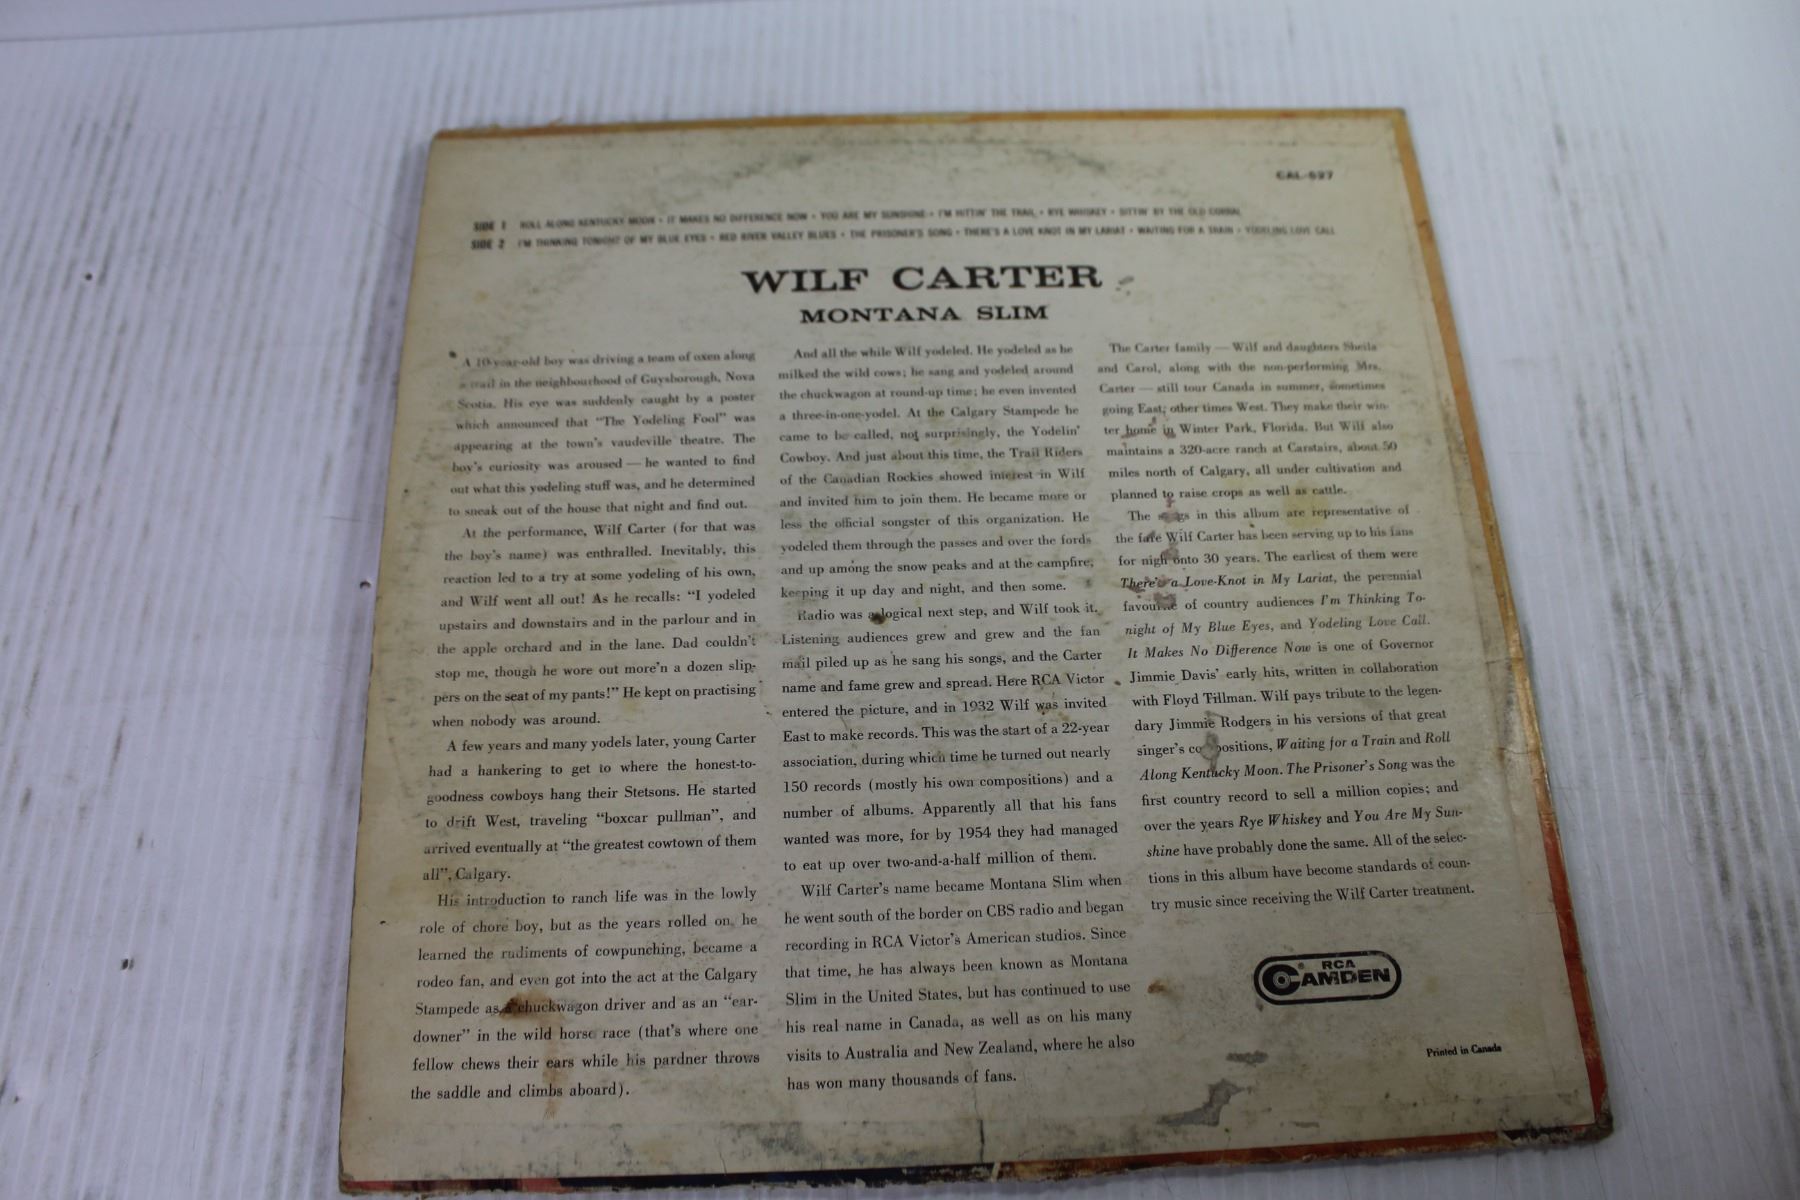 CAL-527
SIDE 1 ROLL ALONG KENTUCKY MOON • IT MAKES NO DIFFERENCE NOW • YOU ARE MY SUNSHINE • I'M HITTIN' THE TRAIL • RYE WHISKEY • SITTIN' BY THE OLD CORRAL
SIDE 2 I'M THINKING TONIGHT OF MY BLUE EYES • RED RIVER VALLEY BLUES • THE PRISONER'S SONG • THERE'S A LOVE KNOT IN MY LARIAT • WAITING FOR A TRAIN • YODELING LOVE CALL
WILF CARTER
MONTANA SLIM
A 10-year-old boy was driving a team of oxen along
a trail in the neighbourhood of Guysborough, Nova
Scotia. His eye was suddenly caught by a poster
which announced that “The Yodeling Fool” was
appearing at the town's vaudeville theatre. The
boy's curiosity was aroused — he wanted to find
out what this yodeling stuff was, and he determined
to sneak out of the house that night and find out.
At the performance, Wilf Carter (for that was
the boy's name) was enthralled. Inevitably, this
reaction led to a try at some yodeling of his own,
and Wilf went all out! As he recalls: “I yodeled
upstairs and downstairs and in the parlour and in
the apple orchard and in the lane. Dad couldn't
stop me, though he wore out more'n a dozen slip-
pers on the seat of my pants!” He kept on practising
when nobody was around.
A few years and many yodels later, young Carter
had a hankering to get to where the honest-to-
goodness cowboys hang their Stetsons. He started
to drift West, traveling “boxcar pullman”, and
arrived eventually at “the greatest cowtown of them
all”, Calgary.
His introduction to ranch life was in the lowly
role of chore boy, but as the years rolled on, he
learned the rudiments of cowpunching, became a
rodeo fan, and even got into the act at the Calgary
Stampede as a chuckwagon driver and as an “ear-
downer” in the wild horse race (that's where one
fellow chews their ears while his pardner throws
the saddle and climbs aboard).
And all the while Wilf yodeled. He yodeled as he
milked the wild cows; he sang and yodeled around
the chuckwagon at round-up time; he even invented
a three-in-one-yodel. At the Calgary Stampede he
came to be called, not surprisingly, the Yodelin'
Cowboy. And just about this time, the Trail Riders
of the Canadian Rockies showed interest in Wilf
and invited him to join them. He became more or
less the official songster of this organization. He
yodeled them through the passes and over the fords
and up among the snow peaks and at the campfire,
keeping it up day and night, and then some.
Radio was a logical next step, and Wilf took it.
Listening audiences grew and grew and the fan
mail piled up as he sang his songs, and the Carter
name and fame grew and spread. Here RCA Victor
entered the picture, and in 1932 Wilf was invited
East to make records. This was the start of a 22-year
association, during which time he turned out nearly
150 records (mostly his own compositions) and a
number of albums. Apparently all that his fans
wanted was more, for by 1954 they had managed
to eat up over two-and-a-half million of them.
Wilf Carter's name became Montana Slim when
he went south of the border on CBS radio and began
recording in RCA Victor's American studios. Since
that time, he has always been known as Montana
Slim in the United States, but has continued to use
his real name in Canada, as well as on his many
visits to Australia and New Zealand, where he also
has won many thousands of fans.
The Carter family — Wilf and daughters Sheila
and Carol, along with the non-performing Mrs.
Carter — still tour Canada in summer, sometimes
going East; other times West. They make their win-
ter home in Winter Park, Florida. But Wilf also
maintains a 320-acre ranch at Carstairs, about 50
miles north of Calgary, all under cultivation and
planned to raise crops as well as cattle.
The songs in this album are representative of
the fare Wilf Carter has been serving up to his fans
for nigh onto 30 years. The earliest of them were
There's a Love-Knot in My Lariat, the perennial
favourite of country audiences I'm Thinking To-
night of My Blue Eyes, and Yodeling Love Call.
It Makes No Difference Now is one of Governor
Jimmie Davis' early hits, written in collaboration
with Floyd Tillman. Wilf pays tribute to the legen-
dary Jimmie Rodgers in his versions of that great
singer's compositions, Waiting for a Train and Roll
Along Kentucky Moon. The Prisoner's Song was the
first country record to sell a million copies; and
over the years Rye Whiskey and You Are My Sun-
shine have probably done the same. All of the selec-
tions in this album have become standards of coun-
try music since receiving the Wilf Carter treatment.
RCA
CAMDEN
Printed in Canada